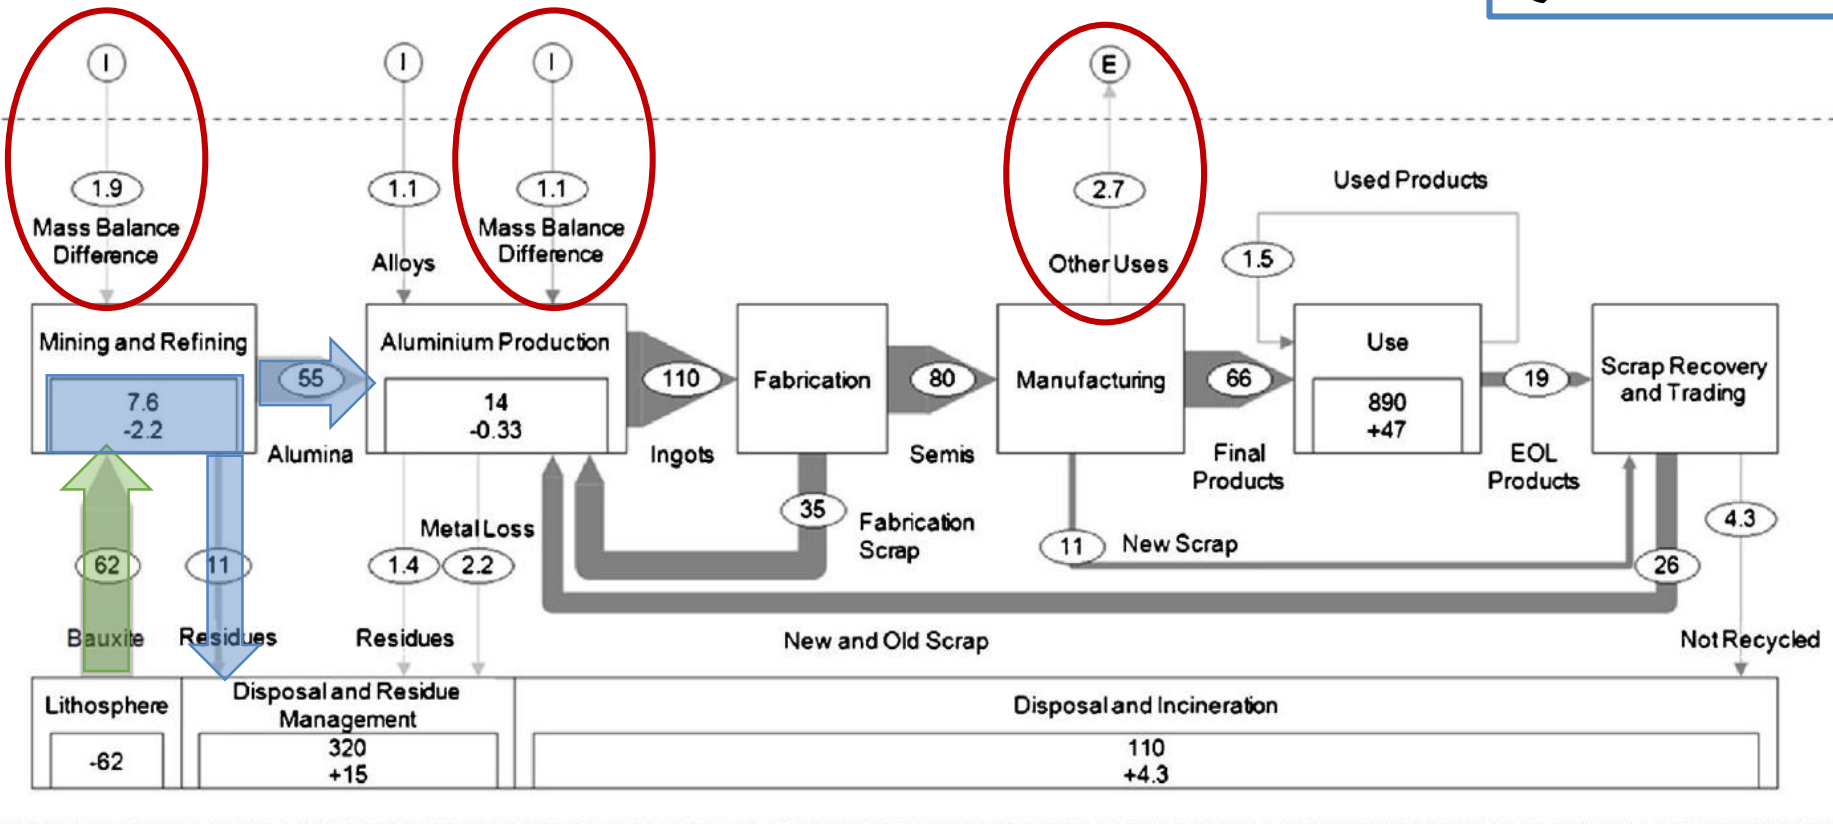 I
I
I
E
1.9
1.1
1.1
2.7
Used Products
Mass Balance
Difference
Alloys
Mass Balance
Difference
Other Uses
1.5
Mining and Refining
7.6
-2.2
55
Alumina
Aluminium Production
14
-0.33
110
Ingots
Fabrication
80
Semis
Manufacturing
66
Final
Products
Use
890
+47
19
EOL
Products
Scrap Recovery
and Trading
62
Bauxite
11
Residues
Metal Loss
1.4
2.2
Residues
35
Fabrication
Scrap
11
New Scrap
26
4.3
New and Old Scrap
Not Recycled
Lithosphere
-62
Disposal and Residue
Management
320
+15
Disposal and Incineration
110
+4.3